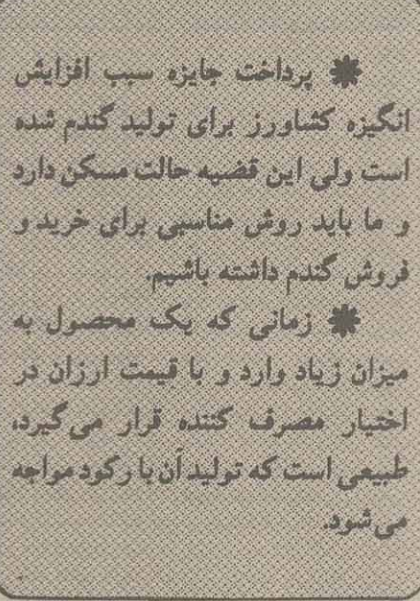 ❋ پرداخت جایزه سبب افزایش
انگیزه کشاورز برای تولید گندم شده
است ولی این قضیه حالت مسکن دارد
و ما باید روش مناسبی برای خرید و
فروش گندم داشته باشیم.
❋ زمانی که یک محصول به
میزان زیاد وارد و با قیمت ارزان در
اختیار مصرف کننده قرار می‌گیرد،
طبیعی است که تولید آن با رکود مواجه
می‌شود.